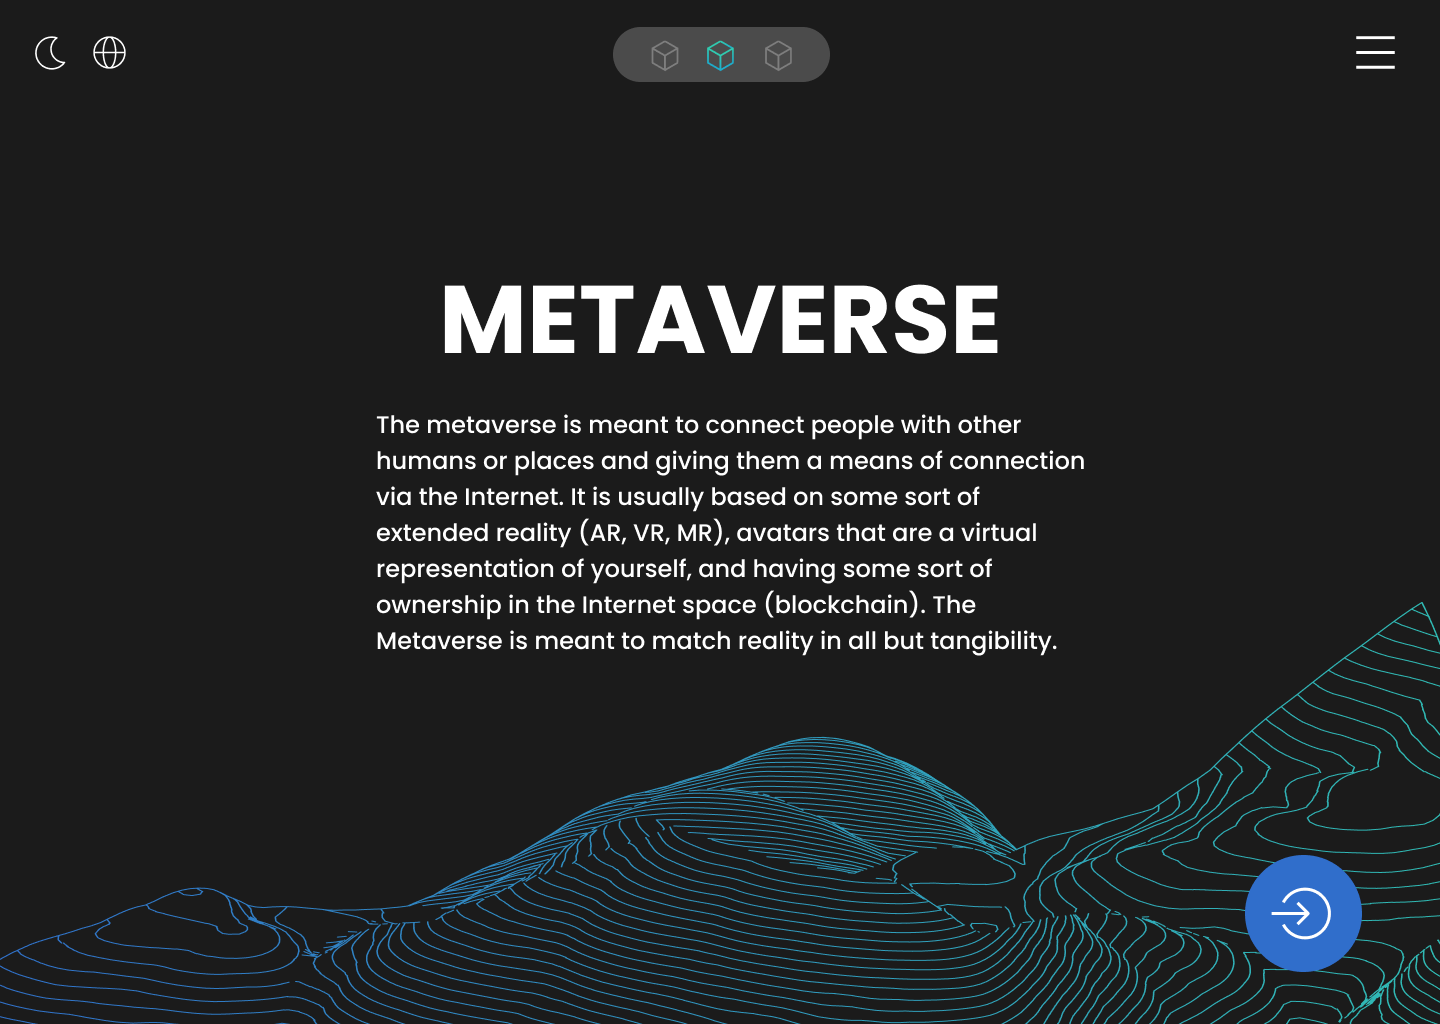 METAVERSE
The metaverse is meant to connect people with other
humans or places and giving them a means of connection
via the Internet. It is usually based on some sort of
extended reality (AR, VR, MR), avatars that are a virtual
representation of yourself, and having some sort of
ownership in the Internet space (blockchain). The
Metaverse is meant to match reality in all but tangibility.